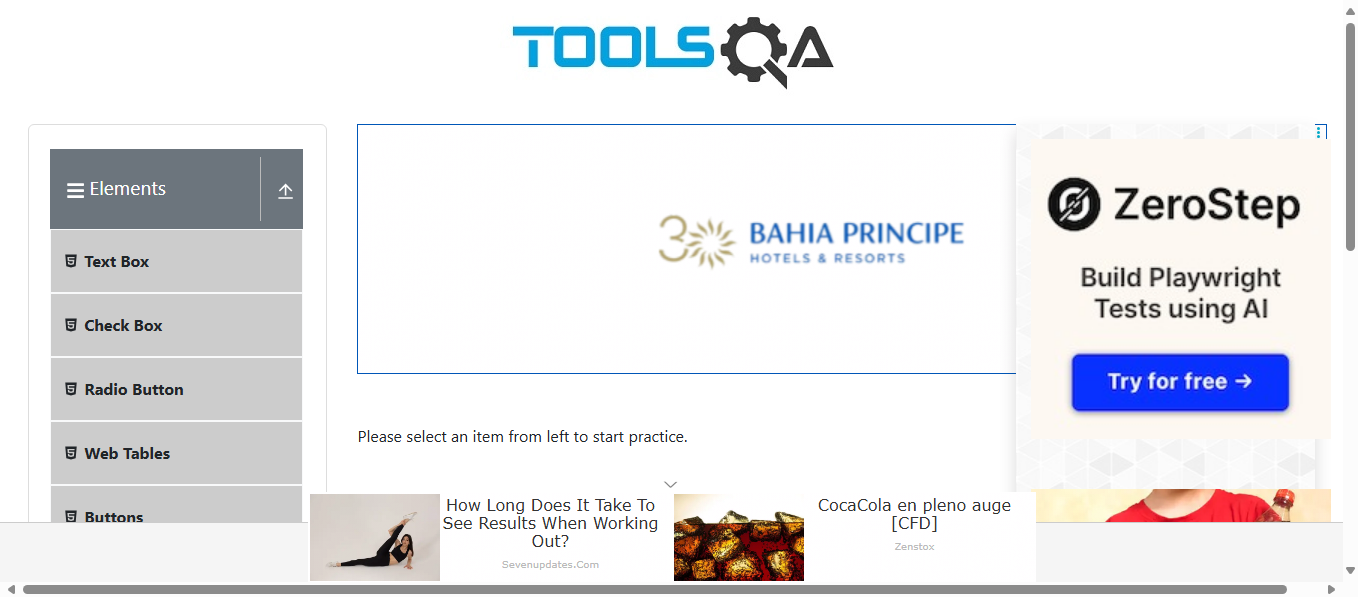 TOOLSQA
Elements
Text Box
Check Box
Radio Button
Web Tables
Buttons
30 BAHIA PRINCIPE
HOTELS & RESORTS
ZeroStep
Build Playwright
Tests using AI
Try for free →
Please select an item from left to start practice.
How Long Does It Take To
See Results When Working
Out?
Sevenupdates.Com
CocaCola en pleno auge
[CFD]
Zenstox